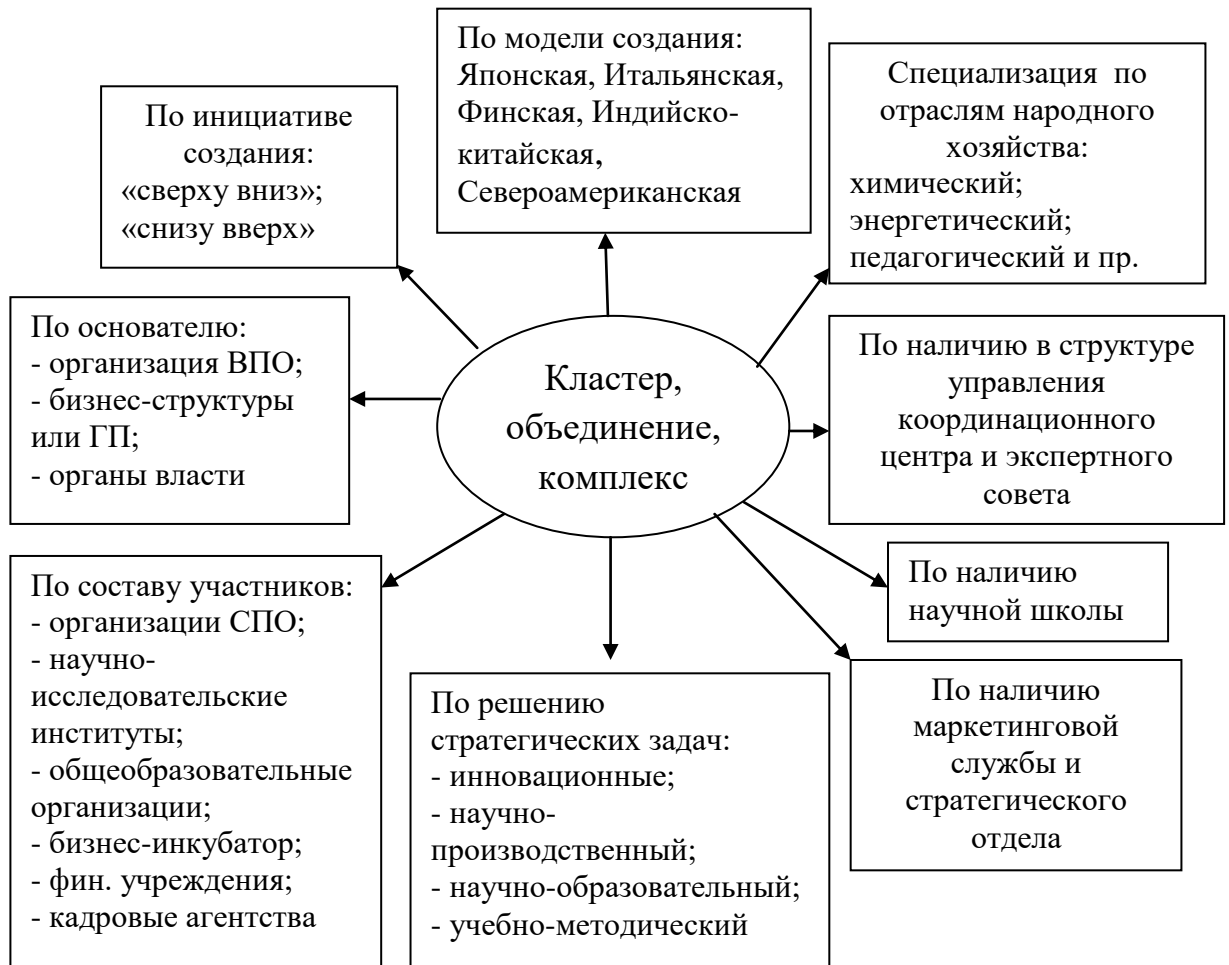 По модели создания:
Японская, Итальянская,
Финская, Индийско-
китайская,
Североамериканская
Специализация по
отраслям народного
хозяйства:
химический;
энергетический;
педагогический и пр.
По инициативе
создания:
«сверху вниз»;
«снизу вверх»
По основателю:
- организация ВПО;
- бизнес-структуры
или ГП;
- органы власти
Кластер,
объединение,
комплекс
По наличию в структуре
управления
координационного
центра и экспертного
совета
По составу участников:
- организации СПО;
- научно-
исследовательские
институты;
- общеобразовательные
организации;
- бизнес-инкубатор;
- фин. учреждения;
- кадровые агентства
По решению
стратегических задач:
- инновационные;
- научно-
производственный;
- научно-образовательный;
- учебно-методический
По наличию
научной школы
По наличию
маркетинговой
службы и
стратегического
отдела